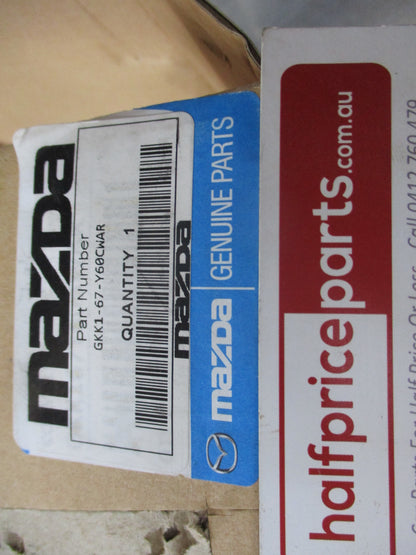 mazda
Part Number
GKK1-67-Y60CWAR
QUANTITY 1
mazda
mazda | GENUINE PARTS
halfpriceparts.com.au